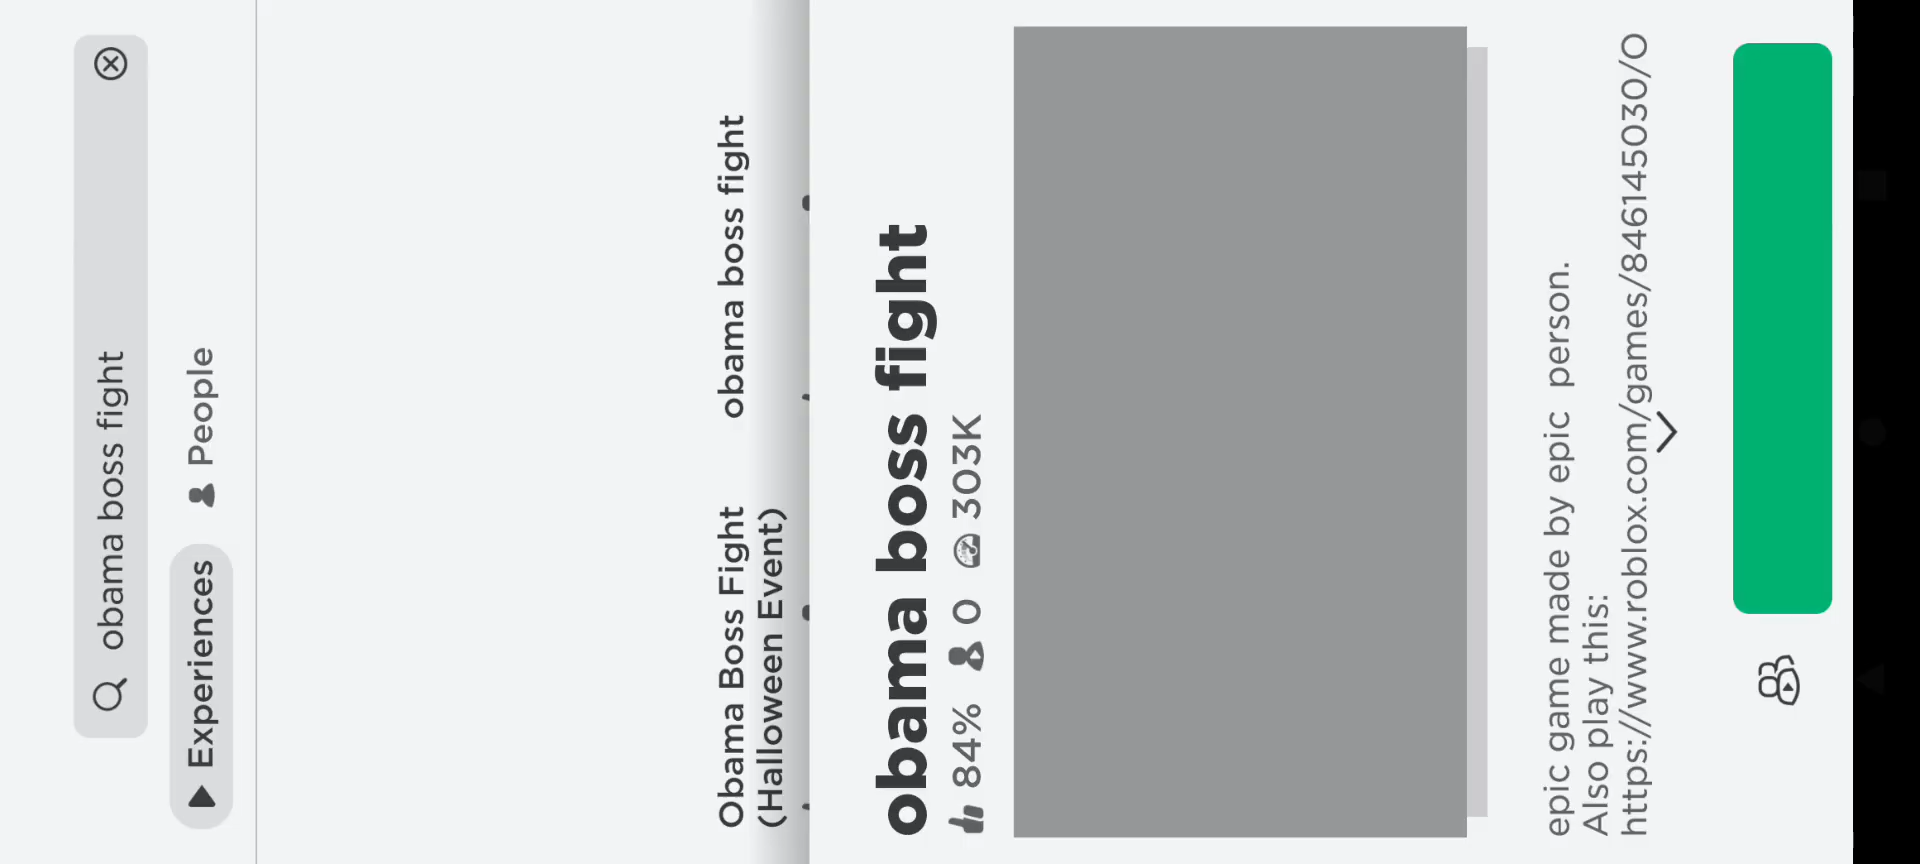 obama boss fight
Experiences
People
Obama Boss Fight
(Halloween Event)
obama boss fight
obama boss fight
84% 0 303K
epic game made by epic person.
Also play this:
https://www.roblox.com/games/8461445030/O